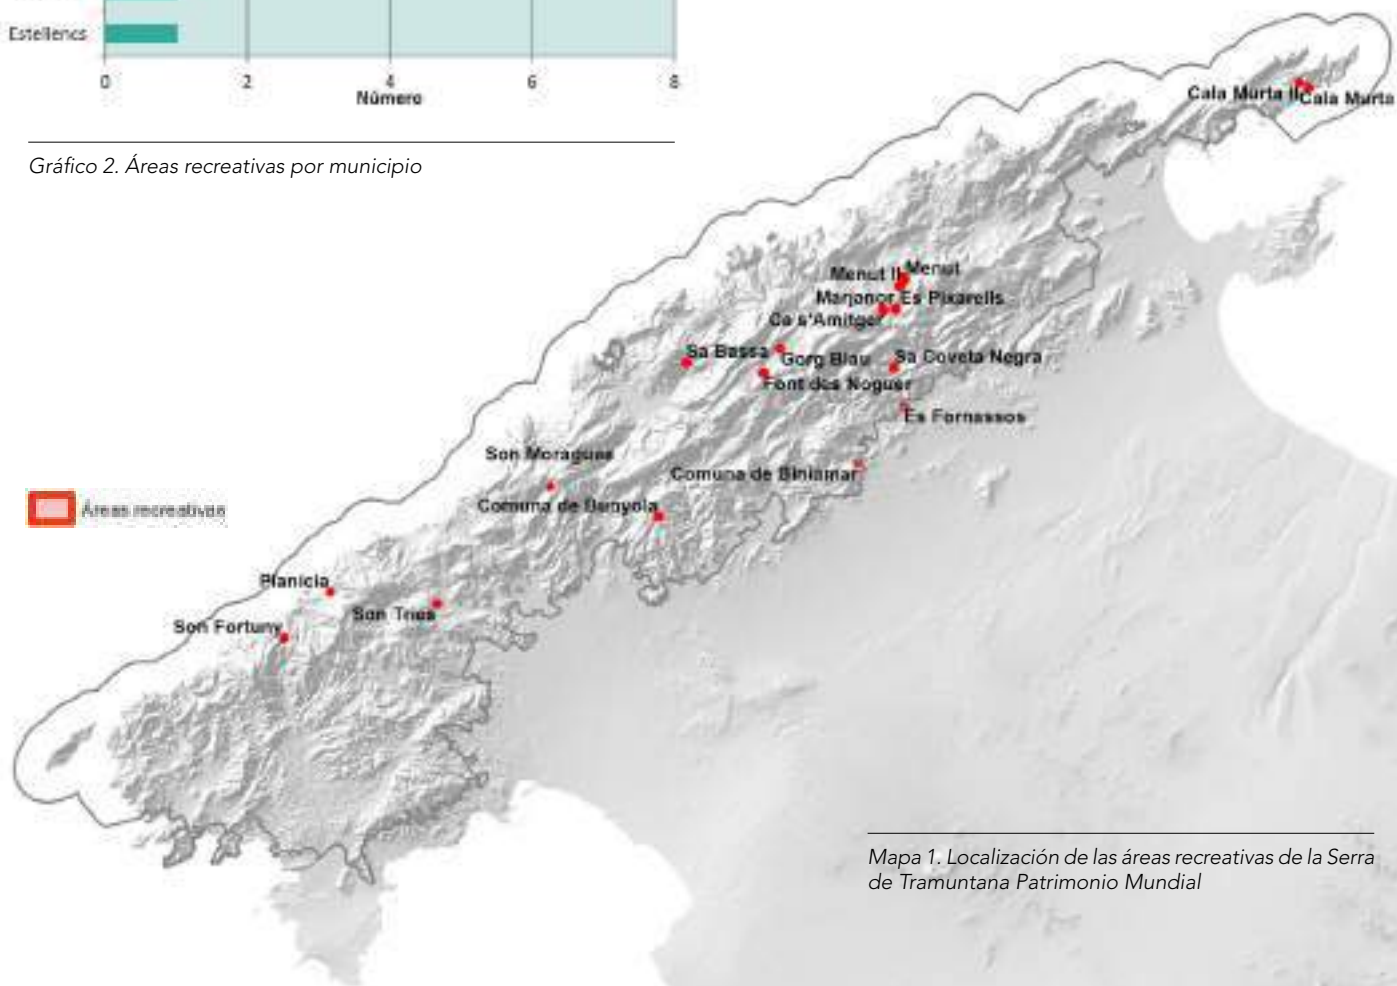 Estellencs
0 2 4 6 8
Número
Gráfico 2. Áreas recreativas por municipio
Cala Murta II Cala Murta
Menut II Menut
Marjanor Es Pixarells
Ca s'Amitger
Sa Bassa Gorg Blau Sa Coveta Negra
Font des Noguer
Es Fornassos
Son Moragues
Comuna de Biniamar
Comuna de Bunyola
Áreas recreativas
Planicia
Son Tries
Son Fortuny
Mapa 1. Localización de las áreas recreativas de la Serra
de Tramuntana Patrimonio Mundial